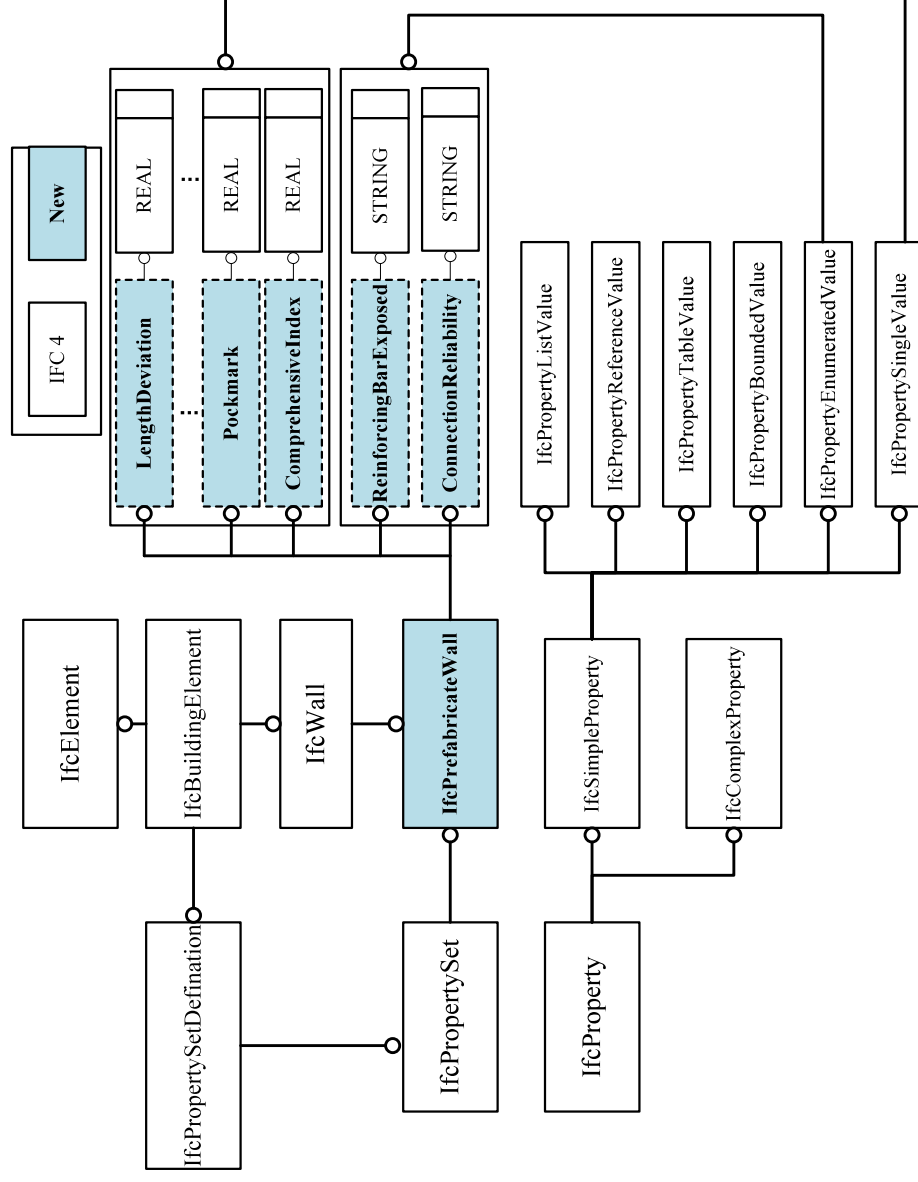 IfcElement
IfcBuildingElement
IfcPropertySetDefination
IfcWall
IfcPrefabricateWall
IfcPropertySet
IFC 4
New
LengthDeviation
REAL
...
...
Pockmark
REAL
ComprehensiveIndex
REAL
ReinforcingBarExposed
STRING
ConnectionReliability
STRING
IfcProperty
IfcSimpleProperty
IfcComplexProperty
IfcPropertyListValue
IfcPropertyReferenceValue
IfcPropertyTableValue
IfcPropertyBoundedValue
IfcPropertyEnumeratedValue
IfcPropertySingleValue